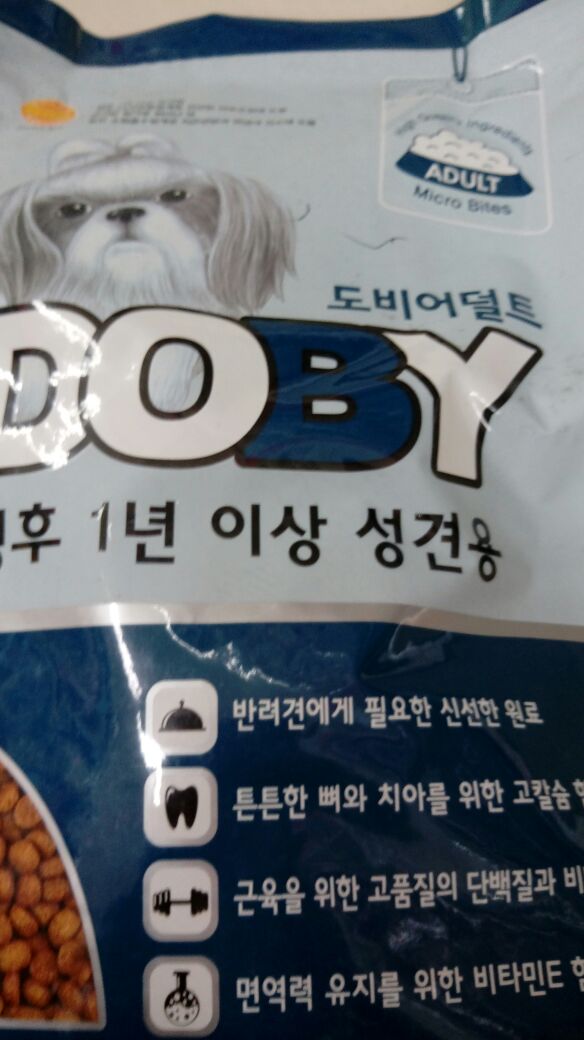 Ingredients
ADULT
Micro Bites
도비어덜트
DOBY
후 1년 이상 성견용
반려견에게 필요한 신선한 원료
튼튼한 뼈와 치아를 위한 고칼슘
근육을 위한 고품질의 단백질과
면역력 유지를 위한 비타민E